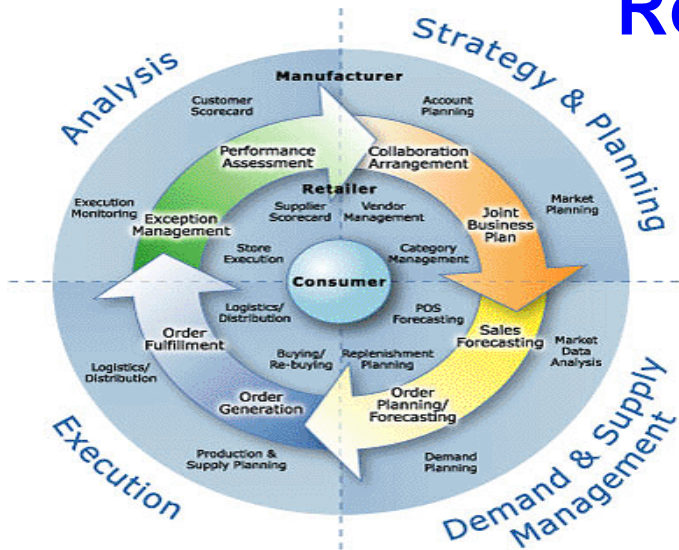 Re
Strategy & Planning
Analysis
Manufacturer
Customer
Scorecard
Account
Planning
Performance
Assessment
Collaboration
Arrangement
Retailer
Execution
Monitoring
Exception
Management
Supplier
Scorecard
Vendor
Management
Joint
Business
Plan
Market
Planning
Store
Execution
Category
Management
Consumer
Logistics/
Distribution
POS
Forecasting
Order
Fulfillment
Sales
Forecasting
Market
Data
Analysis
Logistics/
Distribution
Buying/
Re-buying
Replenishment
Planning
Order
Generation
Order
Planning/
Forecasting
Production &
Supply Planning
Demand
Planning
Execution
Demand & Supply
Management